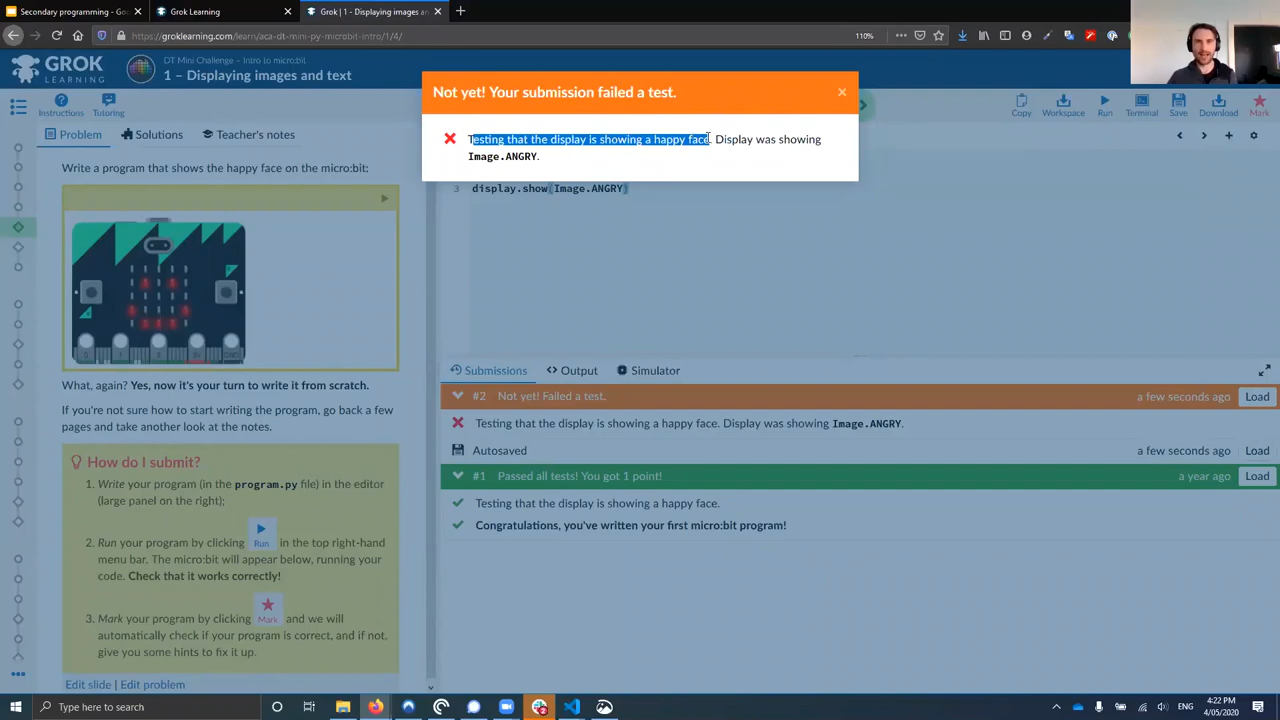 Secondary programming - Goo
Grok Learning
Grok | 1 - Displaying images an
https://groklearning.com/learn/aca-dt-mini-py-microbit-intro/1/4/
110%
GROK
LEARNING
DT Mini Challenge – Intro to micro:bit
1 – Displaying images and text
Instructions
Tutoring
Copy
Workspace
Run
Terminal
Save
Download
Mark
Not yet! Your submission failed a test.
Testing that the display is showing a happy face. Display was showing
Image.ANGRY.
Problem
Solutions
Teacher's notes
Write a program that shows the happy face on the micro:bit:
3 display.show(Image.ANGRY)
What, again? Yes, now it's your turn to write it from scratch.
If you're not sure how to start writing the program, go back a few
pages and take another look at the notes.
How do I submit?
1. Write your program (in the program.py file) in the editor
(large panel on the right);
2. Run your program by clicking Run in the top right-hand
menu bar. The micro:bit will appear below, running your
code. Check that it works correctly!
3. Mark your program by clicking Mark and we will
automatically check if your program is correct, and if not,
give you some hints to fix it up.
Edit slide | Edit problem
Submissions
Output
Simulator
#2 Not yet! Failed a test. a few seconds ago Load
Testing that the display is showing a happy face. Display was showing Image.ANGRY.
Autosaved a few seconds ago Load
#1 Passed all tests! You got 1 point! a year ago Load
Testing that the display is showing a happy face.
Congratulations, you've written your first micro:bit program!
Type here to search
ENG
4:22 PM
4/05/2020